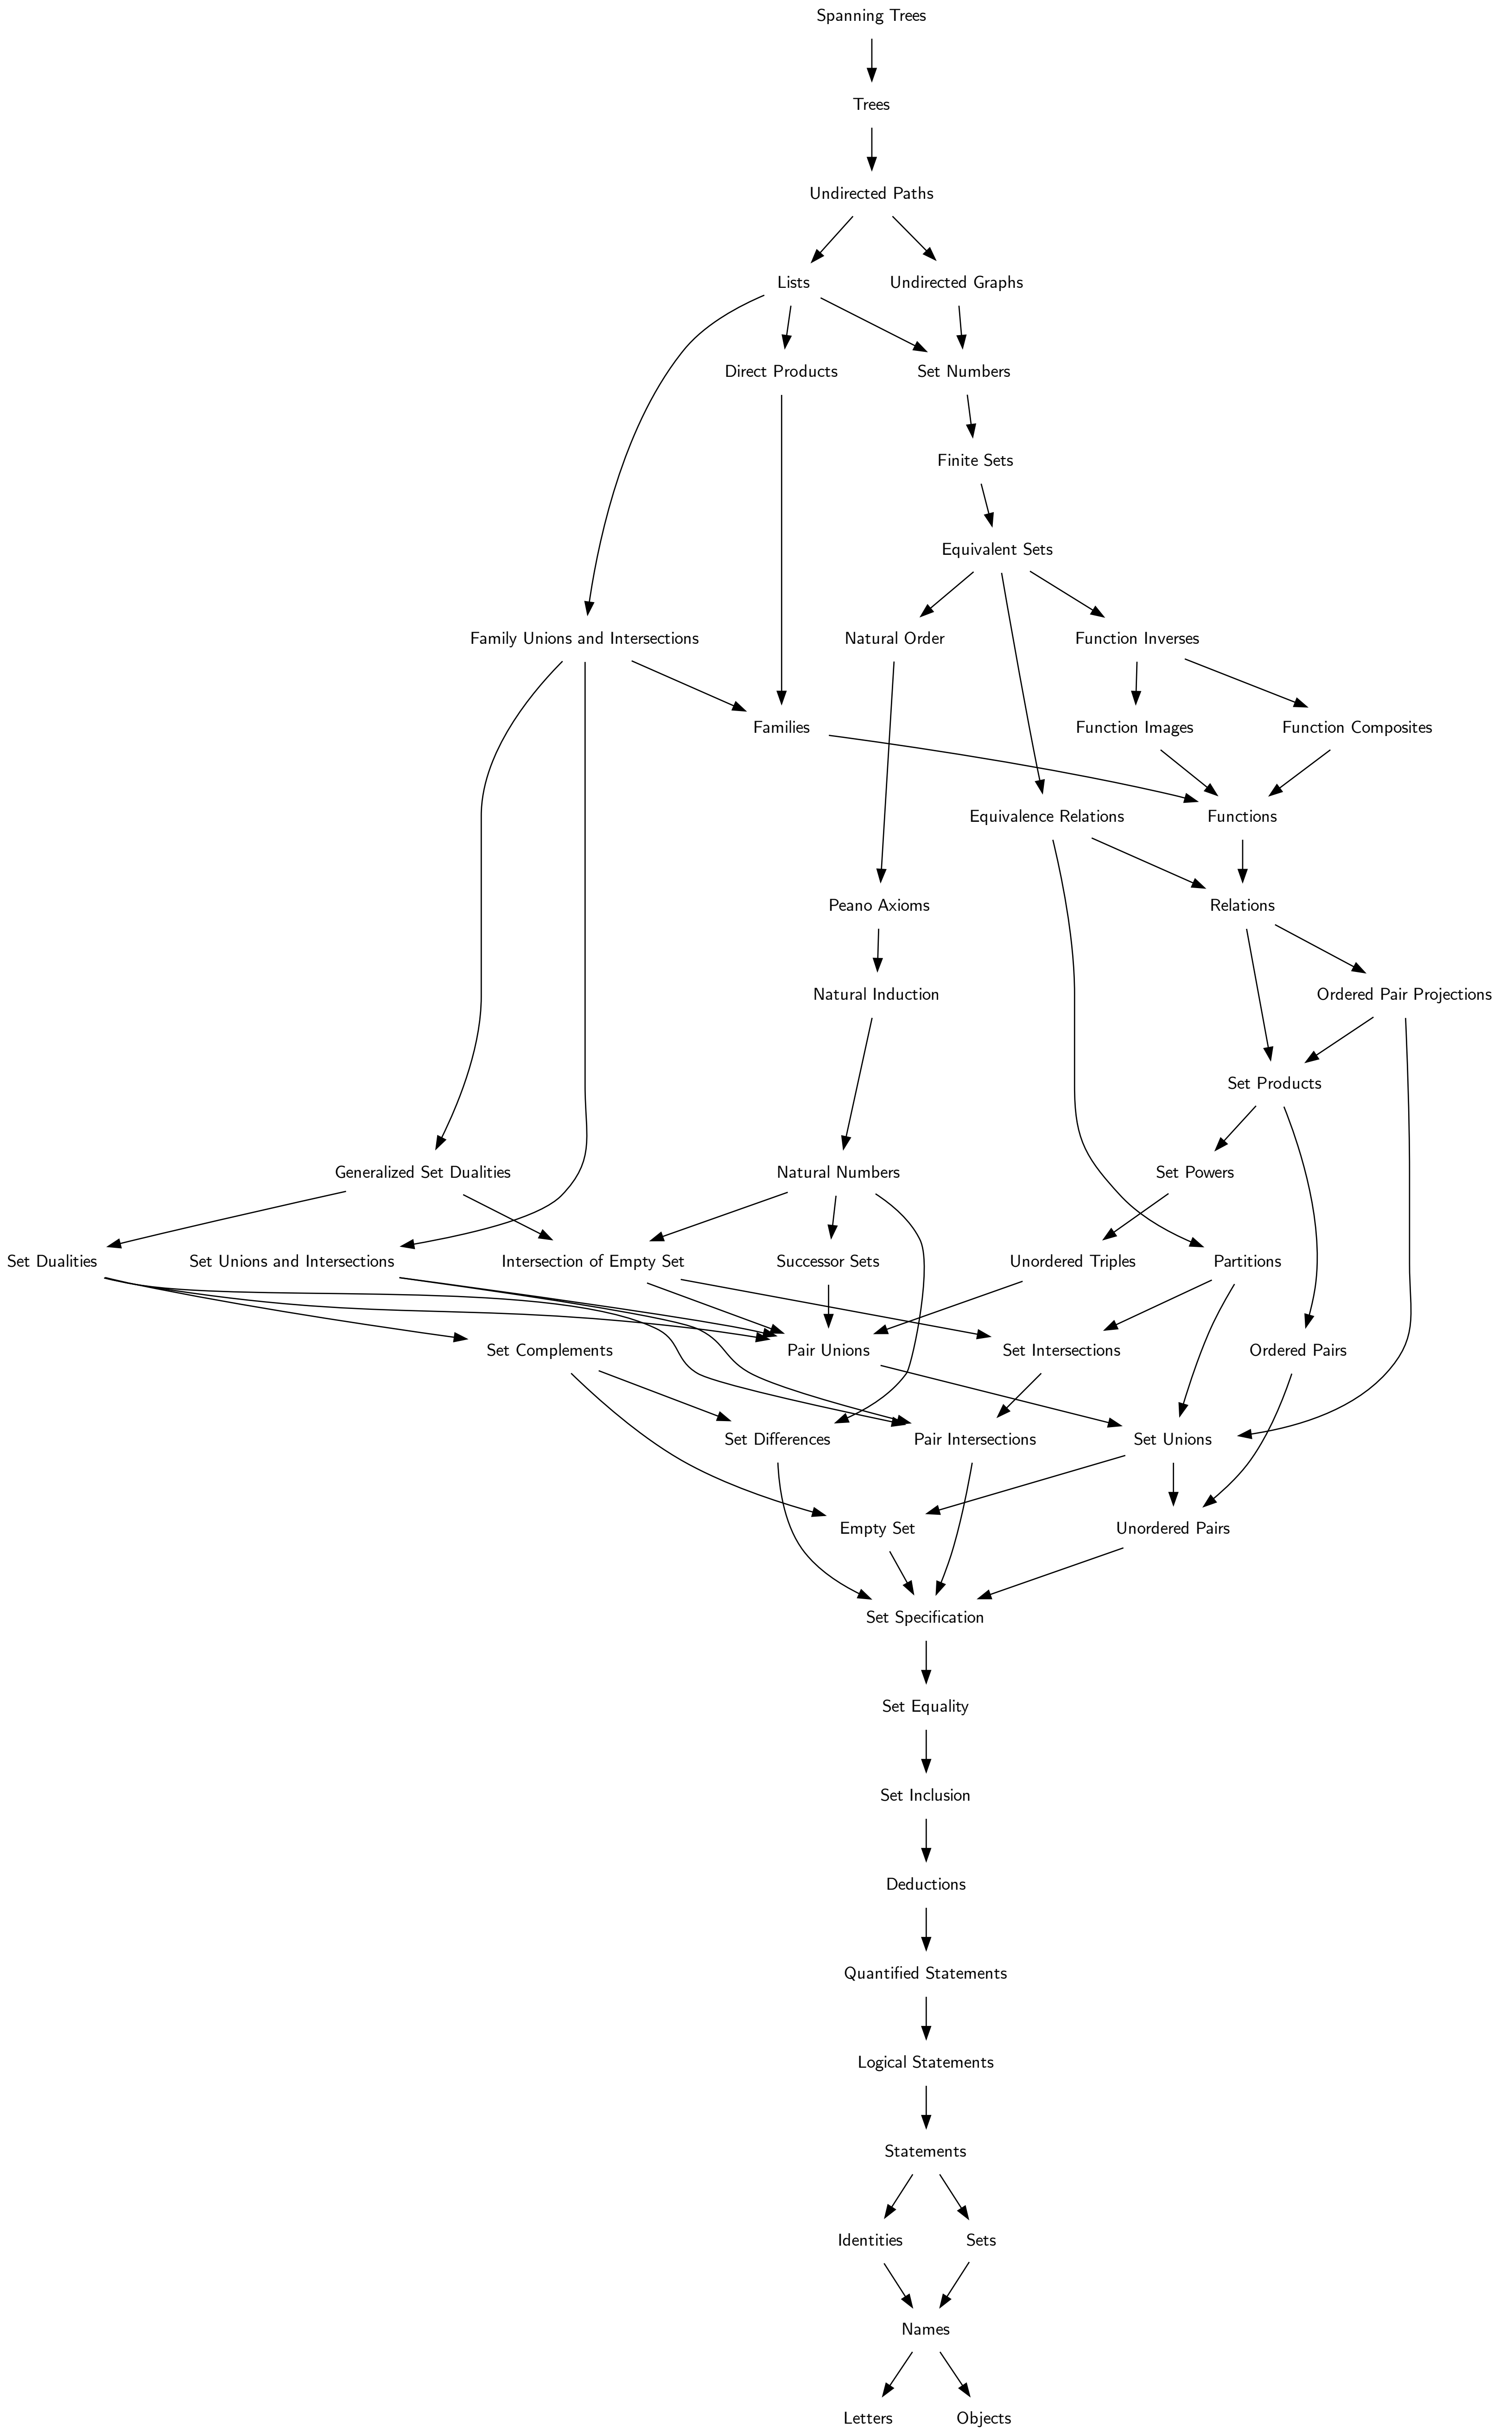 Spanning Trees
Trees
Undirected Paths
Lists
Undirected Graphs
Direct Products
Set Numbers
Finite Sets
Equivalent Sets
Family Unions and Intersections
Natural Order
Function Inverses
Families
Function Images
Function Composites
Equivalence Relations
Functions
Peano Axioms
Relations
Natural Induction
Ordered Pair Projections
Set Products
Generalized Set Dualities
Natural Numbers
Set Powers
Set Dualities
Set Unions and Intersections
Intersection of Empty Set
Successor Sets
Unordered Triples
Partitions
Set Complements
Pair Unions
Set Intersections
Ordered Pairs
Set Differences
Pair Intersections
Set Unions
Empty Set
Unordered Pairs
Set Specification
Set Equality
Set Inclusion
Deductions
Quantified Statements
Logical Statements
Statements
Identities
Sets
Names
Letters
Objects